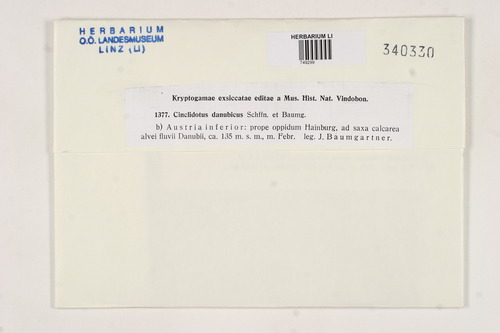 HERBARIUM
O.Ö. LANDESMUSEUM
LINZ (LI)
HERBARIUM LI
340330
Kryptogamae exsiccatae editae a Mus. Hist. Nat. Vindobon.
1377. Cinclidotus danubicus Schffn. et Baumg.
b) Austria inferior: prope oppidum Hainburg, ad saxa calcarea
alvei fluvii Danubii, ca. 135 m. s. m., m. Febr. leg. J. Baumgartner.